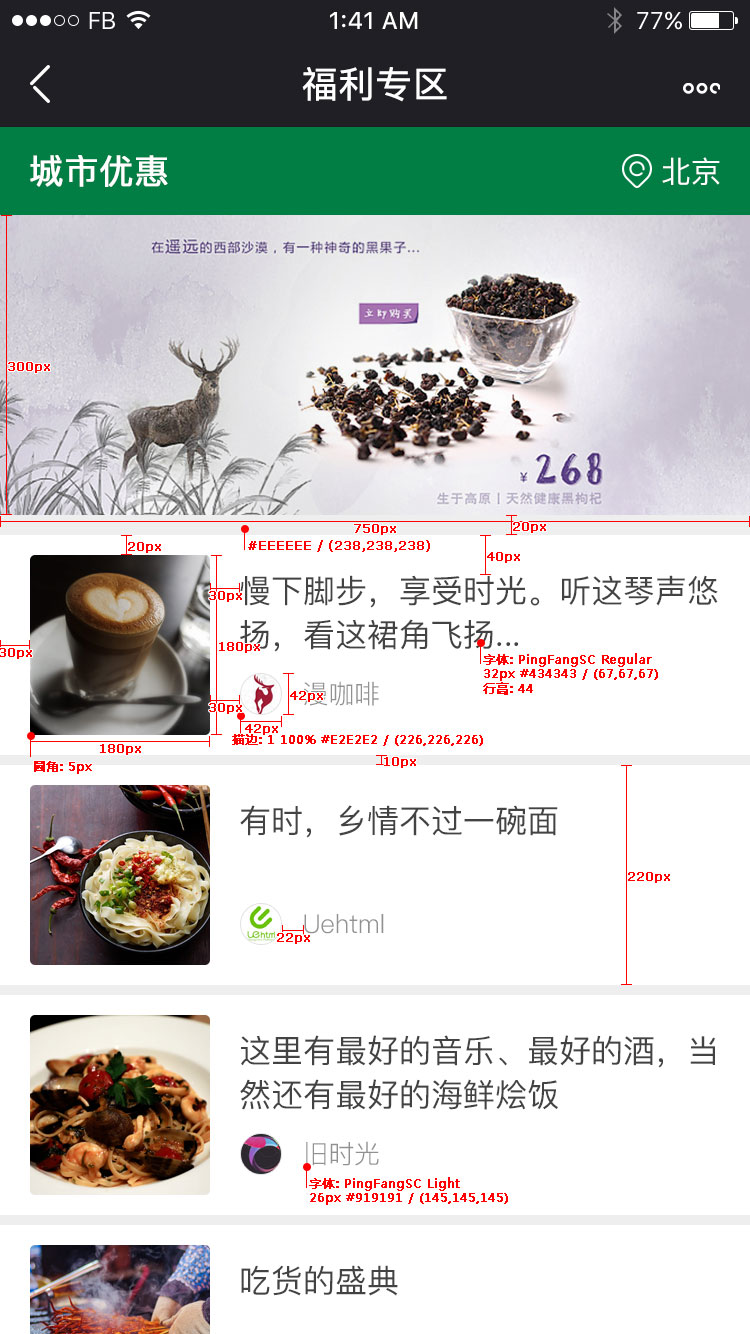 FB 1:41 AM 77%
福利专区
城市优惠 北京
在遥远的西部沙漠，有一种神奇的黑果子...
立即购买
300px
¥268
生于高原丨天然健康黑枸杞
750px 20px
#EEEEEE / (238,238,238)
20px 40px
30px
慢下脚步，享受时光。听这琴声悠
扬，看这裙角飞扬...
30px 180px
字体: PingFangSC Regular
32px #434343 / (67,67,67)
行高: 44
漫咖啡
42px
30px
42px
描边: 1 100% #E2E2E2 / (226,226,226)
180px
10px
圆角: 5px
有时，乡情不过一碗面
220px
Uehtml
Uehtml
22px
这里有最好的音乐、最好的酒，当
然还有最好的海鲜烩饭
旧时光
字体: PingFangSC Light
26px #919191 / (145,145,145)
吃货的盛典